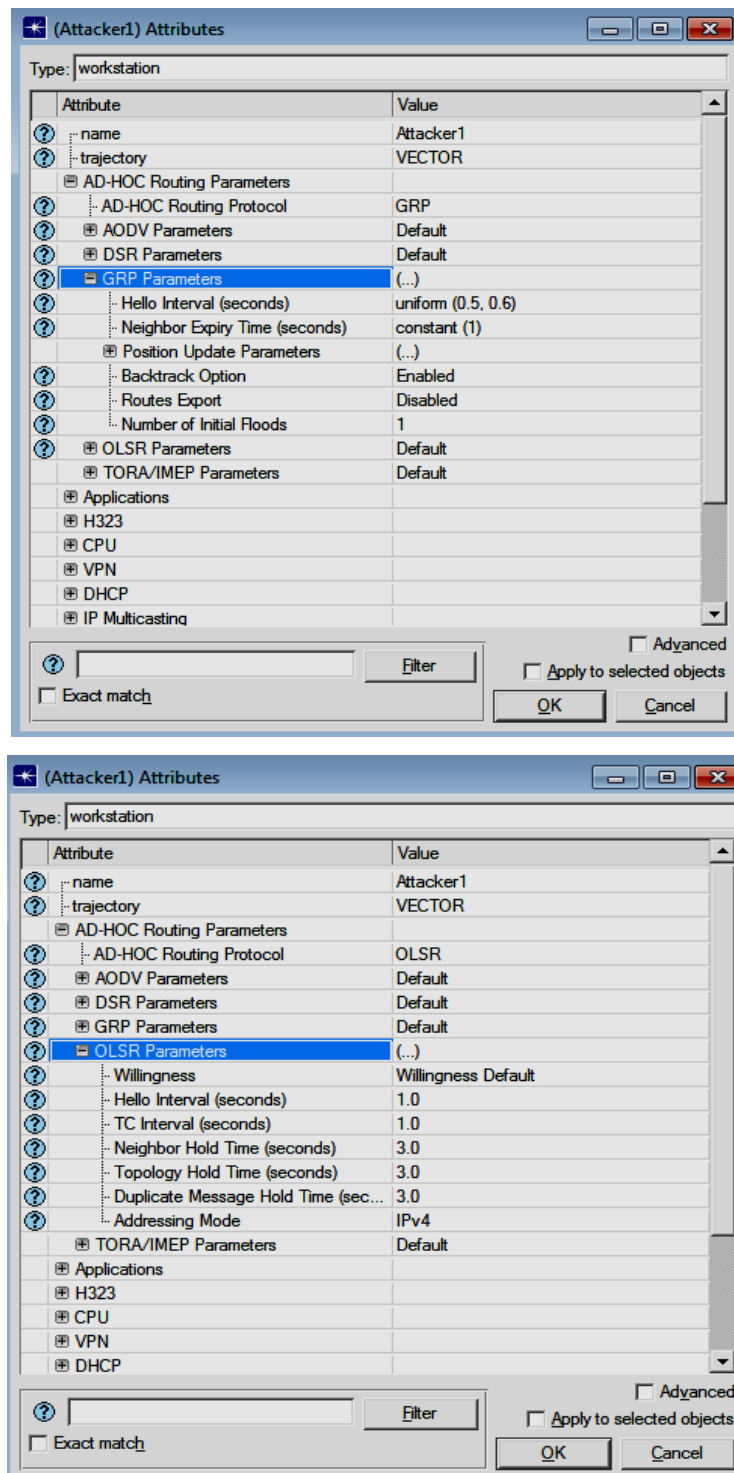 (Attacker1) Attributes
Type: workstation
Attribute Value
name Attacker1
trajectory VECTOR
AD-HOC Routing Parameters
AD-HOC Routing Protocol GRP
AODV Parameters Default
DSR Parameters Default
GRP Parameters (...)
Hello Interval (seconds) uniform (0.5, 0.6)
Neighbor Expiry Time (seconds) constant (1)
Position Update Parameters (...)
Backtrack Option Enabled
Routes Export Disabled
Number of Initial Floods 1
OLSR Parameters Default
TORA/IMEP Parameters Default
Applications
H323
CPU
VPN
DHCP
IP Multicasting
Advanced
Filter Apply to selected objects
Exact match OK Cancel
(Attacker1) Attributes
Type: workstation
Attribute Value
name Attacker1
trajectory VECTOR
AD-HOC Routing Parameters
AD-HOC Routing Protocol OLSR
AODV Parameters Default
DSR Parameters Default
GRP Parameters Default
OLSR Parameters (...)
Willingness Willingness Default
Hello Interval (seconds) 1.0
TC Interval (seconds) 1.0
Neighbor Hold Time (seconds) 3.0
Topology Hold Time (seconds) 3.0
Duplicate Message Hold Time (sec... 3.0
Addressing Mode IPv4
TORA/IMEP Parameters Default
Applications
H323
CPU
VPN
DHCP
Advanced
Filter Apply to selected objects
Exact match OK Cancel